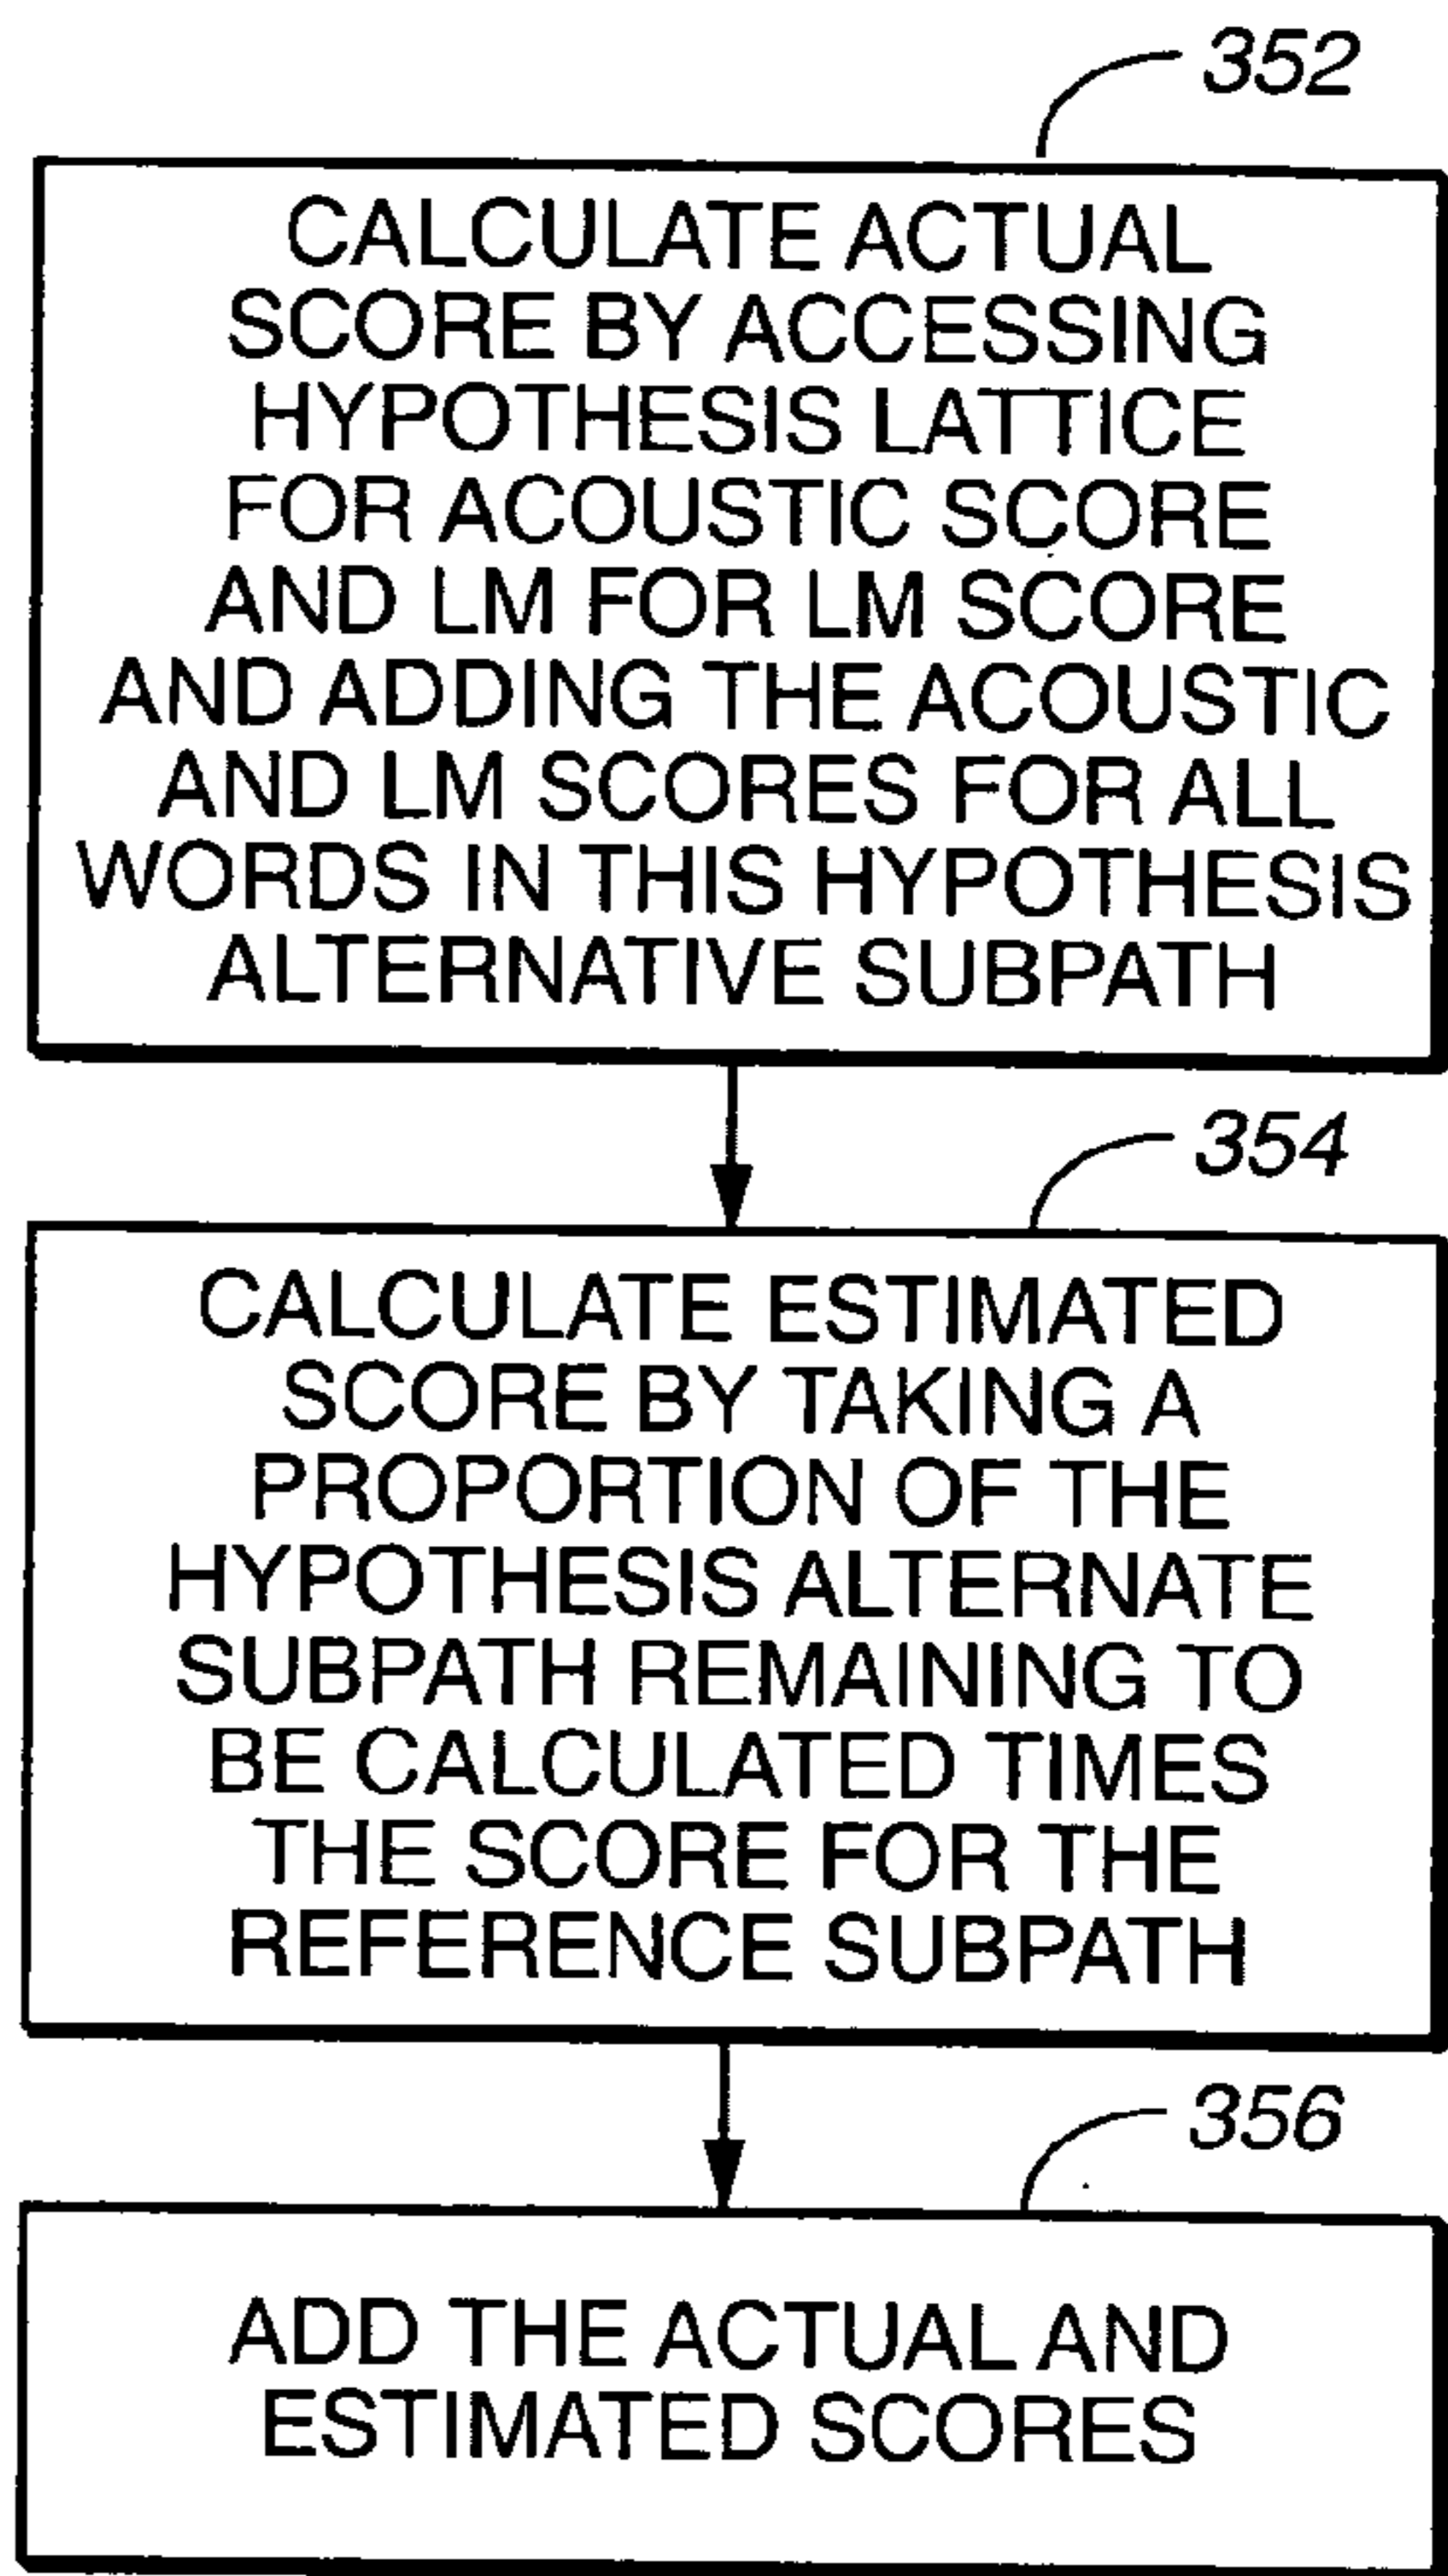 352
CALCULATE ACTUAL
SCORE BY ACCESSING
HYPOTHESIS LATTICE
FOR ACOUSTIC SCORE
AND LM FOR LM SCORE
AND ADDING THE ACOUSTIC
AND LM SCORES FOR ALL
WORDS IN THIS HYPOTHESIS
ALTERNATIVE SUBPATH
354
CALCULATE ESTIMATED
SCORE BY TAKING A
PROPORTION OF THE
HYPOTHESIS ALTERNATE
SUBPATH REMAINING TO
BE CALCULATED TIMES
THE SCORE FOR THE
REFERENCE SUBPATH
356
ADD THE ACTUAL AND
ESTIMATED SCORES